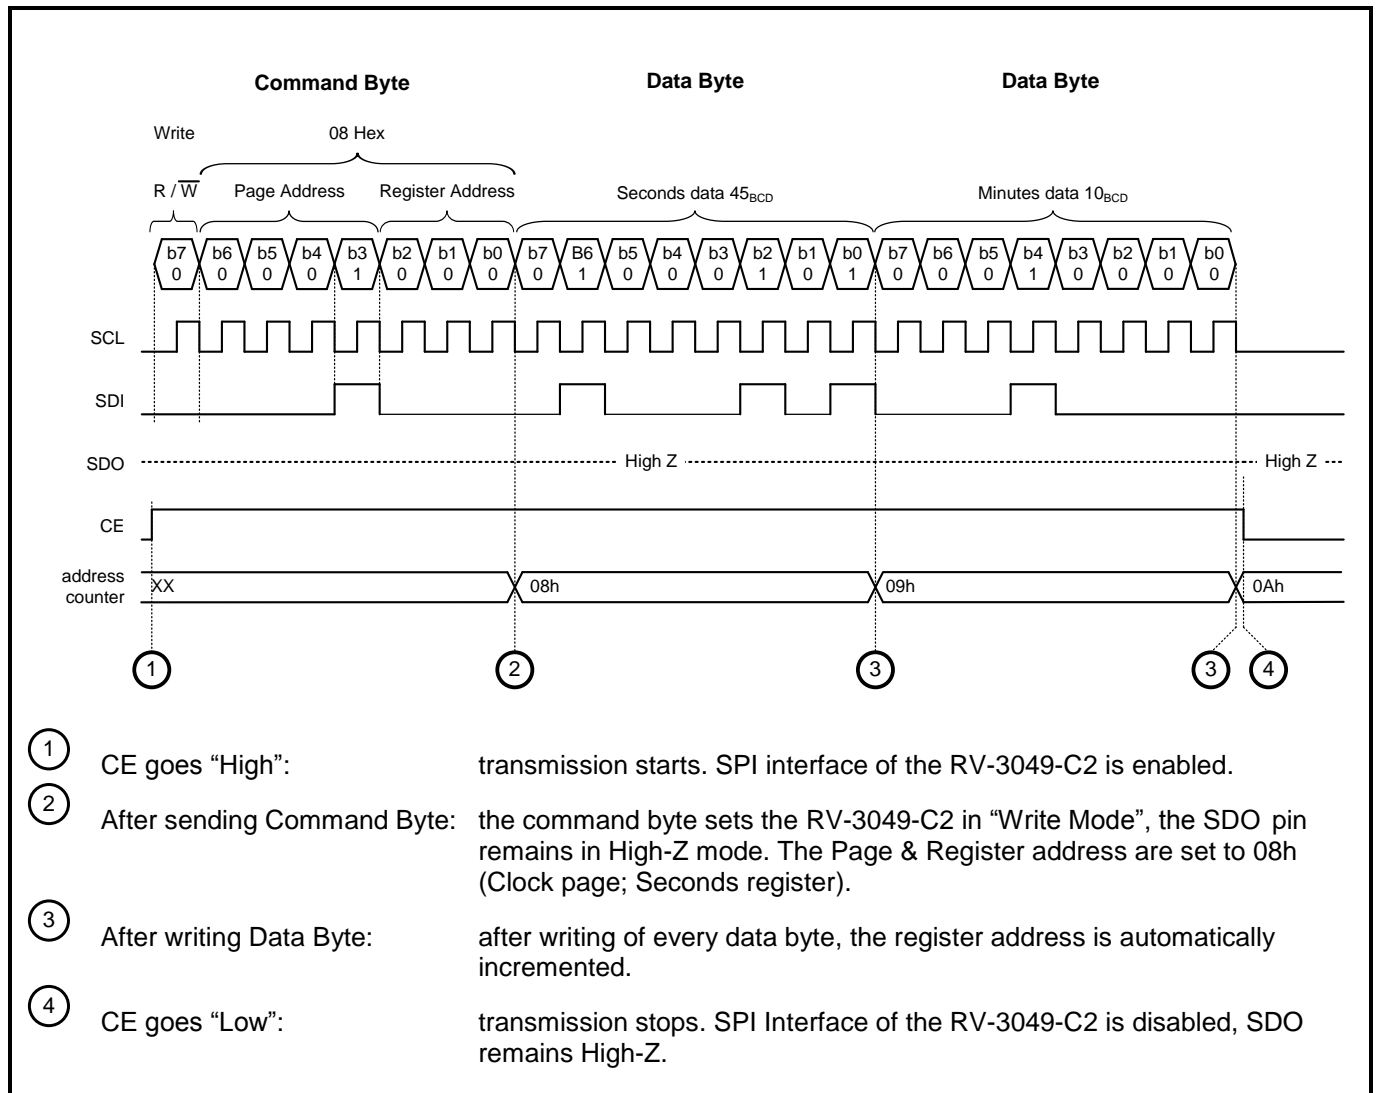 Command Byte Data Byte Data Byte
Write 08 Hex
R / W Page Address Register Address Seconds data 45BCD Minutes data 10BCD
b7 b6 b5 b4 b3 b2 b1 b0 b7 B6 b5 b4 b3 b2 b1 b0 b7 b6 b5 b4 b3 b2 b1 b0
0 0 0 0 1 0 0 0 0 1 0 0 0 1 0 1 0 0 0 1 0 0 0 0
SCL
SDI
SDO High Z High Z
CE
address
counter
XX 08h 09h 0Ah
1 2 3 3 4
1 CE goes “High”: transmission starts. SPI interface of the RV-3049-C2 is enabled.
2 After sending Command Byte: the command byte sets the RV-3049-C2 in “Write Mode”, the SDO pin
remains in High-Z mode. The Page & Register address are set to 08h
(Clock page; Seconds register).
3 After writing Data Byte: after writing of every data byte, the register address is automatically
incremented.
4 CE goes “Low”: transmission stops. SPI Interface of the RV-3049-C2 is disabled, SDO
remains High-Z.